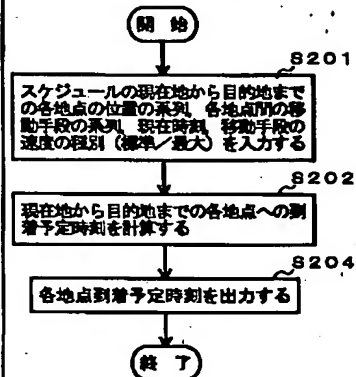 開 始
S201
スケジュールの現在地から目的地まで
の各地点の位置の系列、各地点間の移
動手段の系列、現在時刻、移動手段の
速度の種別（標準／最大）を入力する
S202
現在地から目的地までの各地点への到
着予定時刻を計算する
S204
各地点到着予定時刻を出力する
終 了